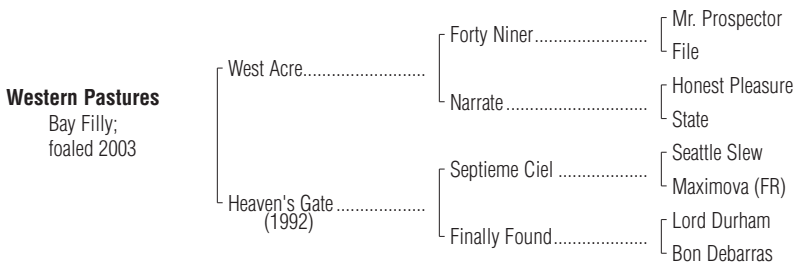 Western Pastures
Bay Filly;
foaled 2003
West Acre..........................
Heaven's Gate...................
(1992)
Forty Niner........................
Narrate..............................
Septieme Ciel...................
Finally Found....................
Mr. Prospector
File
Honest Pleasure
State
Seattle Slew
Maximova (FR)
Lord Durham
Bon Debarras